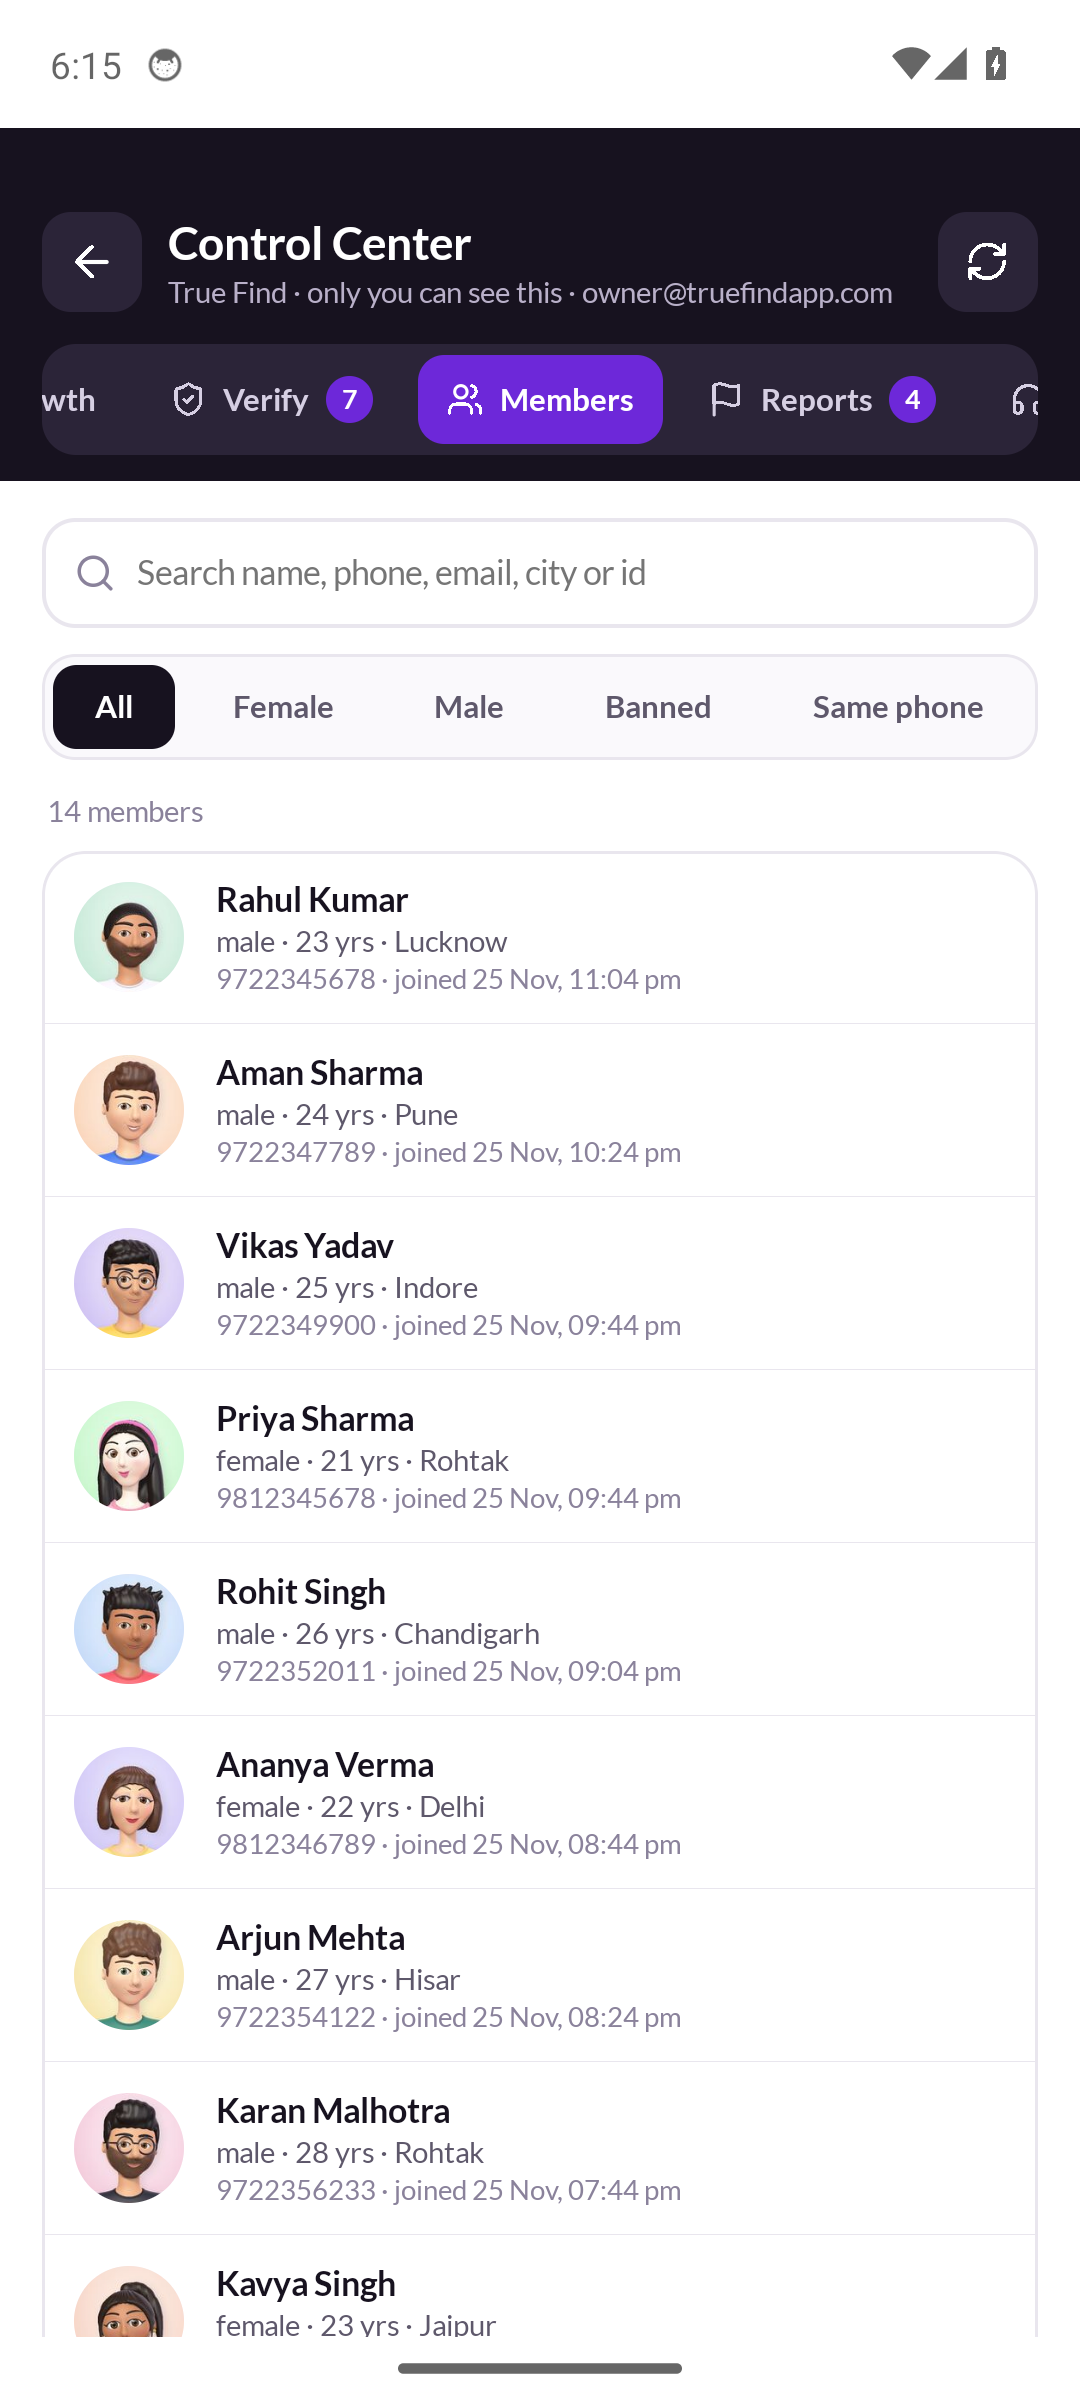 6:15
Control Center
True Find · only you can see this · owner@truefindapp.com
wth Verify 7 Members Reports 4
Search name, phone, email, city or id
All Female Male Banned Same phone
14 members
Rahul Kumar
male · 23 yrs · Lucknow
9722345678 · joined 25 Nov, 11:04 pm
Aman Sharma
male · 24 yrs · Pune
9722347789 · joined 25 Nov, 10:24 pm
Vikas Yadav
male · 25 yrs · Indore
9722349900 · joined 25 Nov, 09:44 pm
Priya Sharma
female · 21 yrs · Rohtak
9812345678 · joined 25 Nov, 09:44 pm
Rohit Singh
male · 26 yrs · Chandigarh
9722352011 · joined 25 Nov, 09:04 pm
Ananya Verma
female · 22 yrs · Delhi
9812346789 · joined 25 Nov, 08:44 pm
Arjun Mehta
male · 27 yrs · Hisar
9722354122 · joined 25 Nov, 08:24 pm
Karan Malhotra
male · 28 yrs · Rohtak
9722356233 · joined 25 Nov, 07:44 pm
Kavya Singh
female · 23 yrs · Jaipur